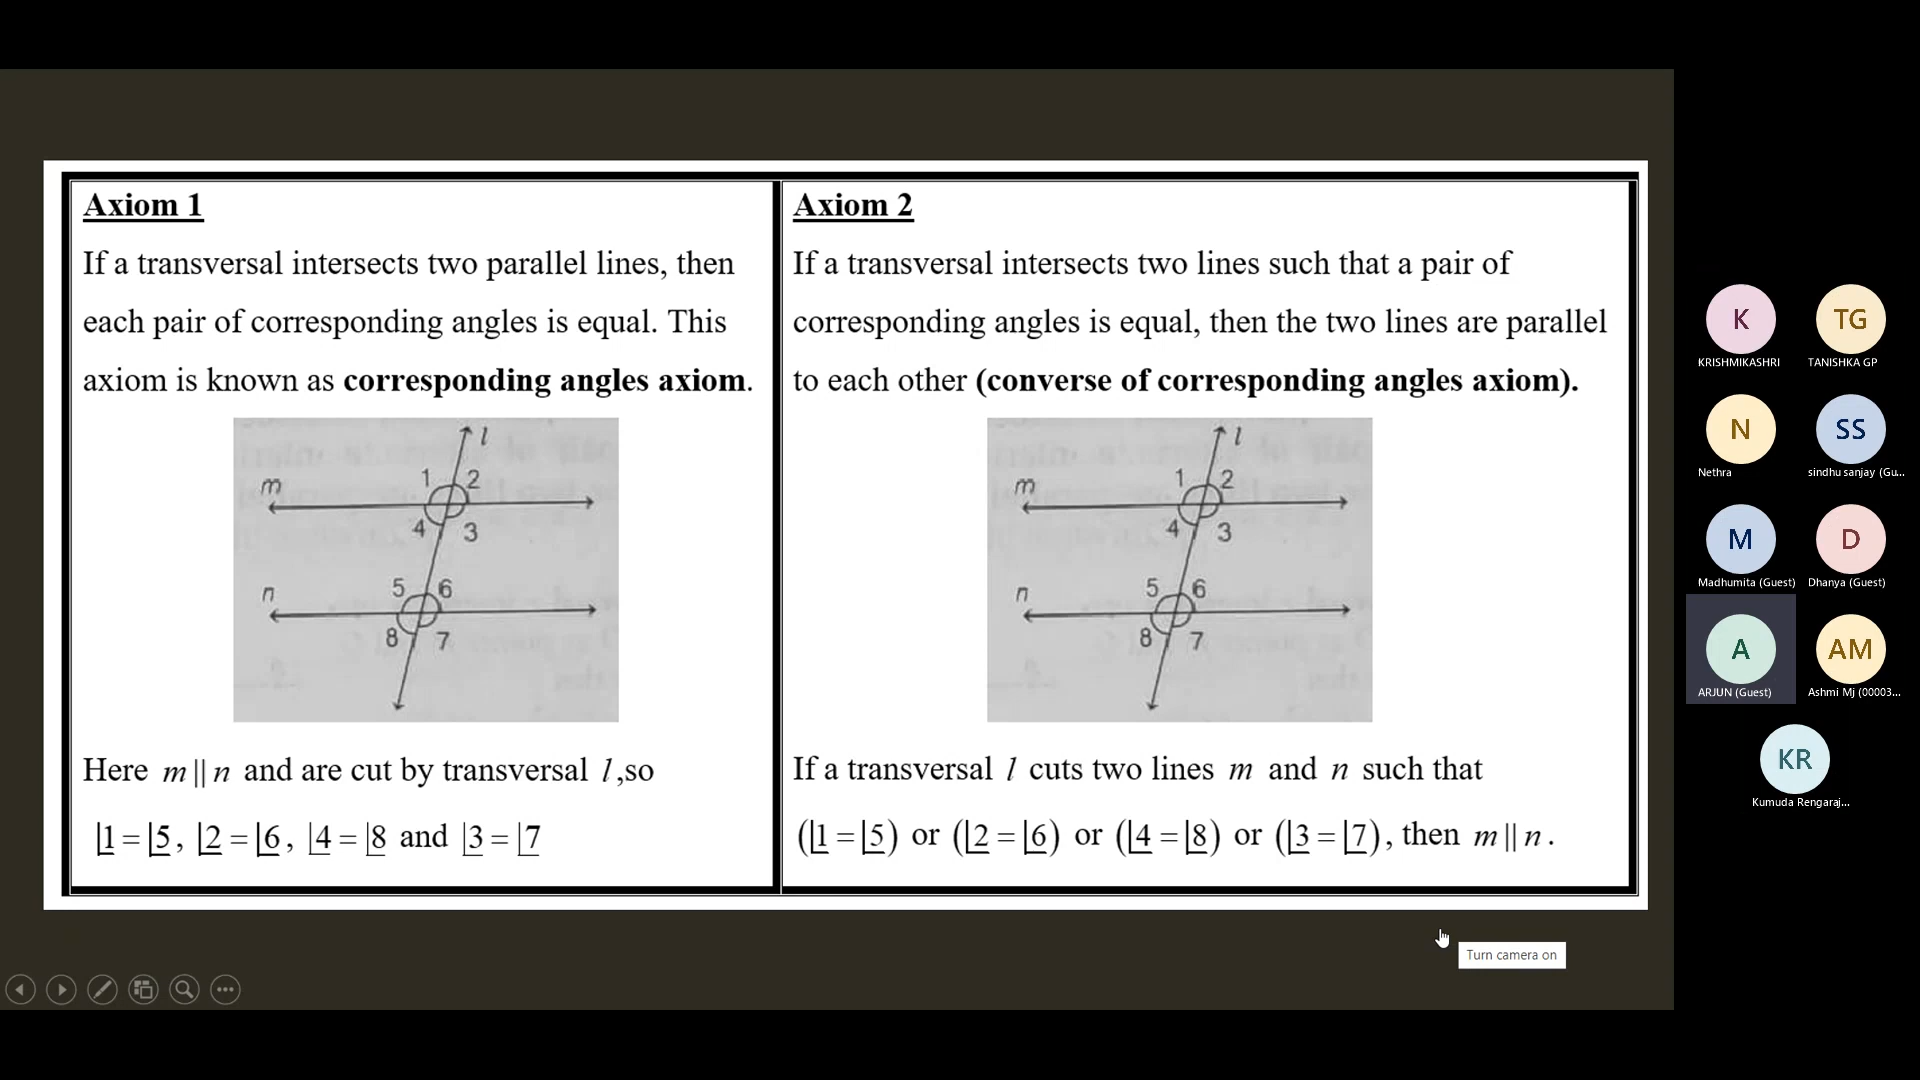 Axiom 1
If a transversal intersects two parallel lines, then
each pair of corresponding angles is equal. This
axiom is known as corresponding angles axiom.
l
1 2
m
4 3
5 6
n
8 7
Here m || n and are cut by transversal l ,so
⌊1 = ⌊5, ⌊2 = ⌊6, ⌊4 = ⌊8 and ⌊3 = ⌊7
Axiom 2
If a transversal intersects two lines such that a pair of
corresponding angles is equal, then the two lines are parallel
to each other (converse of corresponding angles axiom).
l
1 2
m
4 3
5 6
n
8 7
If a transversal l cuts two lines m and n such that
(⌊1 = ⌊5) or (⌊2 = ⌊6) or (⌊4 = ⌊8) or (⌊3 = ⌊7), then m || n .
Turn camera on
K TG
KRISHMIKASHRI TANISHKA GP
N SS
Nethra sindhu sanjay (Gu...
M D
Madhumita (Guest) Dhanya (Guest)
A AM
ARJUN (Guest) Ashmi Mj (00003...
KR
Kumuda Rengaraj...